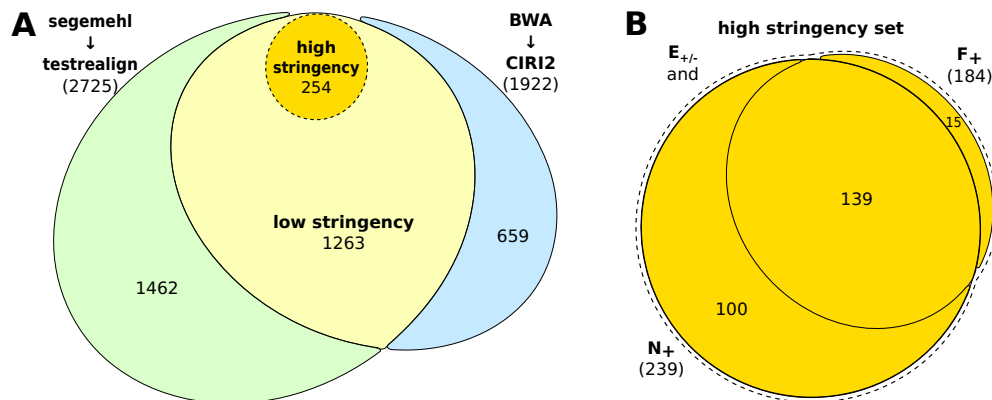 A
segemehl
↓
testrealign
(2725)
high
stringency
254
BWA
↓
CIRI2
(1922)
low stringency
1263
659
1462
B
high stringency set
E+/-
and
F+
(184)
15
139
100
N+
(239)